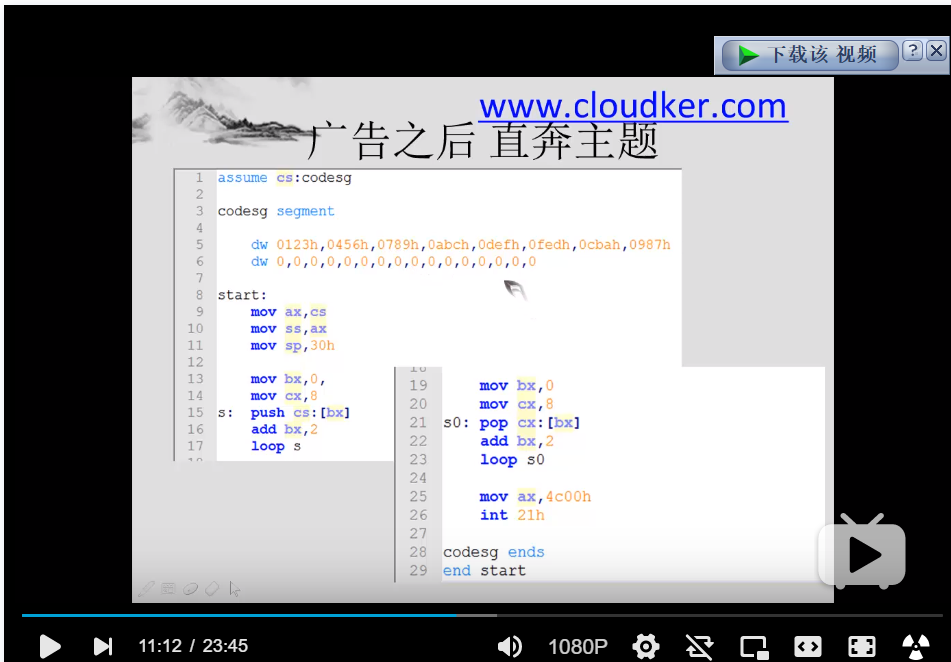 下载该 视频
?
www.cloudker.com
广告之后 直奔主题
1 assume cs:codesg
2
3 codesg segment
4
5 dw 0123h,0456h,0789h,0abch,0defh,0fedh,0cbah,0987h
6 dw 0,0,0,0,0,0,0,0,0,0,0,0,0,0,0,0
7
8 start:
9 mov ax,cs
10 mov ss,ax
11 mov sp,30h
12
13 mov bx,0,
14 mov cx,8
15 s: push cs:[bx]
16 add bx,2
17 loop s
18
19 mov bx,0
20 mov cx,8
21 s0: pop cx:[bx]
22 add bx,2
23 loop s0
24
25 mov ax,4c00h
26 int 21h
27
28 codesg ends
29 end start
11:12 / 23:45
1080P